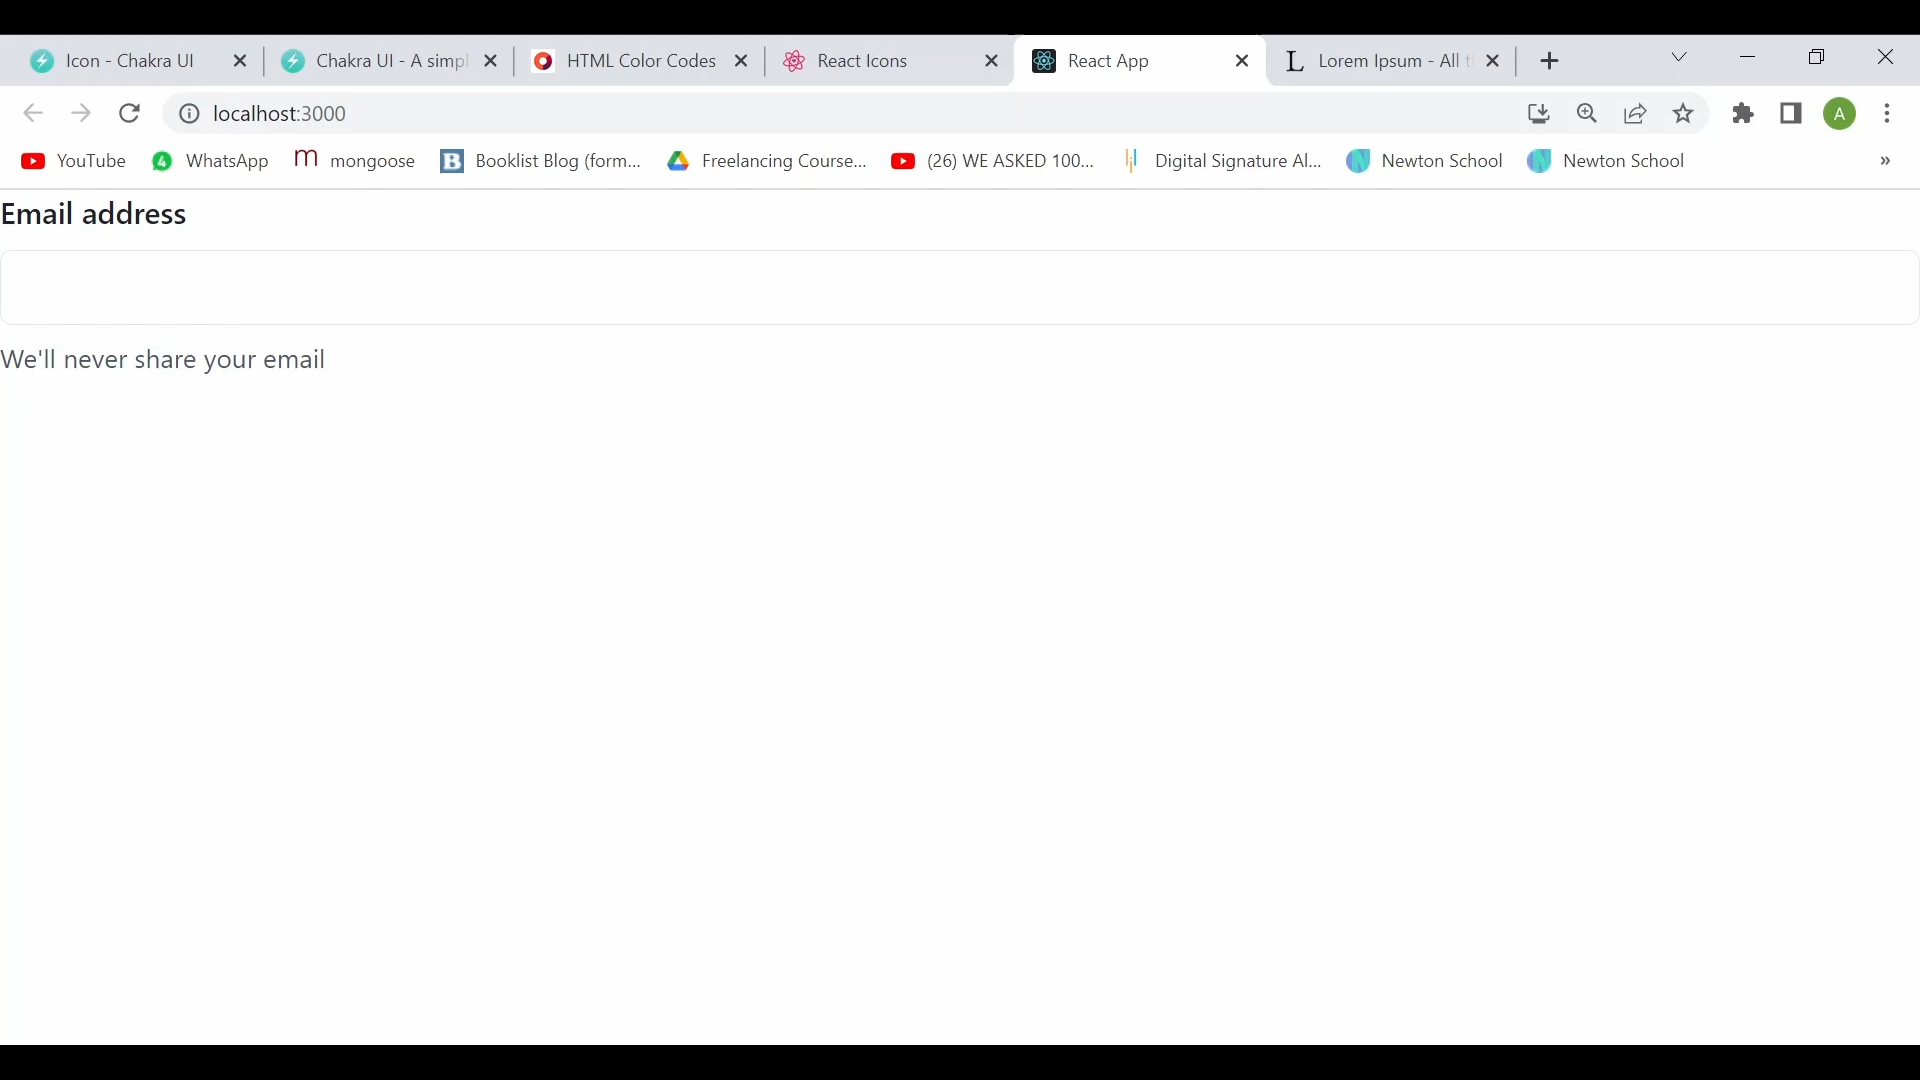 Icon - Chakra UI
Chakra UI - A simpl
HTML Color Codes
React Icons
React App
Lorem Ipsum - All t
localhost:3000
A
YouTube
4
WhatsApp
m mongoose
B Booklist Blog (form...
Freelancing Course...
(26) WE ASKED 100...
Digital Signature Al...
Newton School
Newton School
»
Email address
We'll never share your email